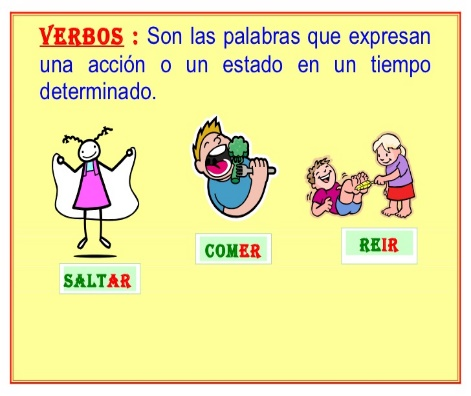 VERBOS : Son las palabras que expresan
una acción o un estado en un tiempo
determinado.
SALTAR
COMER
REIR